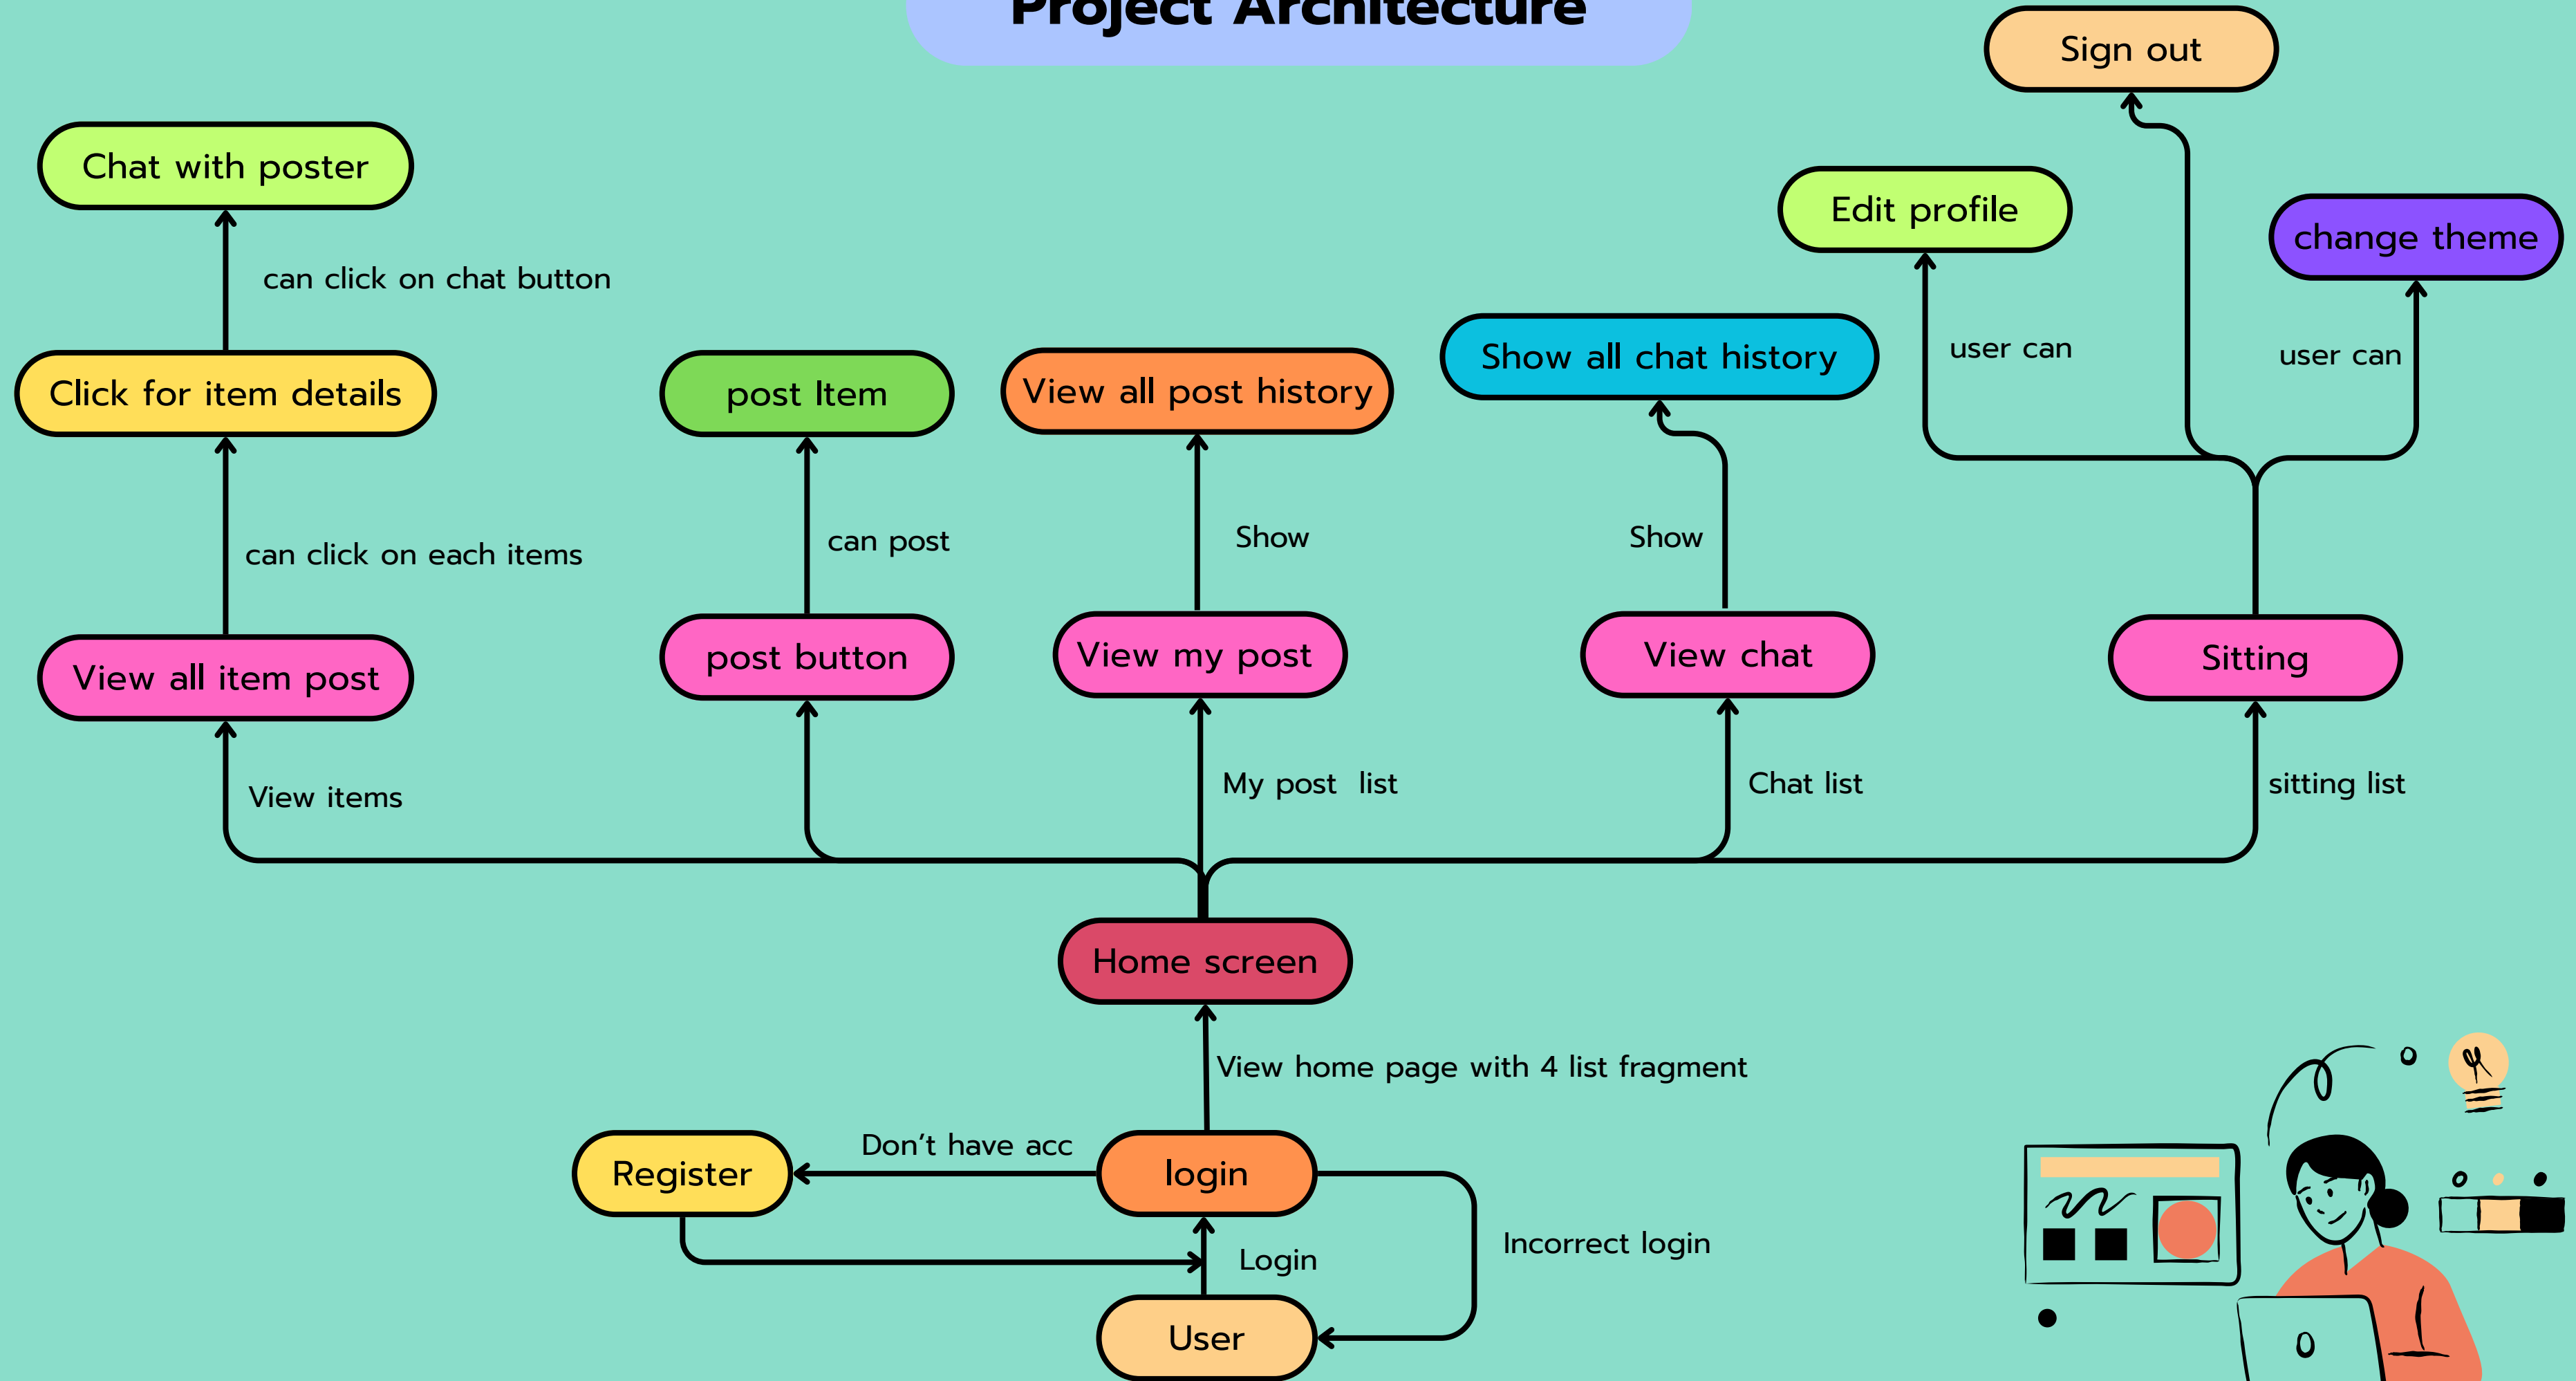 Project Architecture
Sign out
Chat with poster
Edit profile
change theme
can click on chat button
user can
user can
Show all chat history
Click for item details
post Item
View all post history
can click on each items
can post
Show
Show
View all item post
post button
View my post
View chat
Sitting
View items
My post list
Chat list
sitting list
Home screen
View home page with 4 list fragment
Don't have acc
Register
login
Incorrect login
Login
User